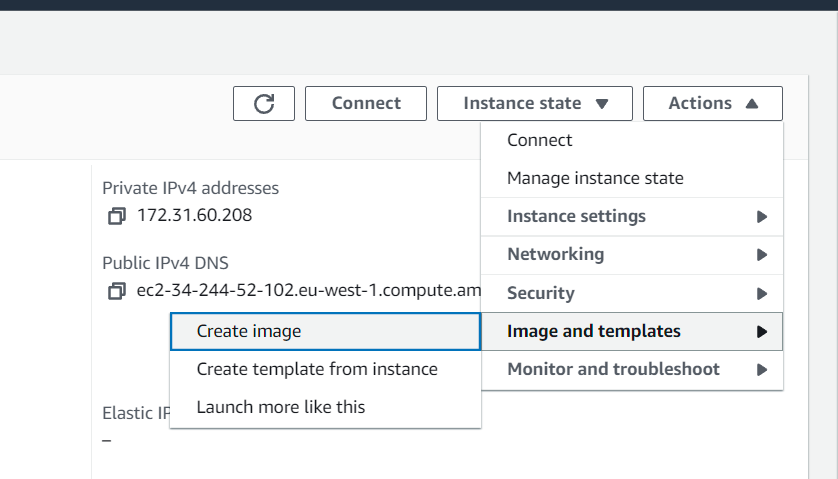 Connect
Instance state
Actions
Connect
Manage instance state
Private IPv4 addresses
172.31.60.208
Instance settings
Networking
Public IPv4 DNS
ec2-34-244-52-102.eu-west-1.compute.am
Security
Image and templates
Monitor and troubleshoot
Create image
Create template from instance
Launch more like this
Elastic IP
–